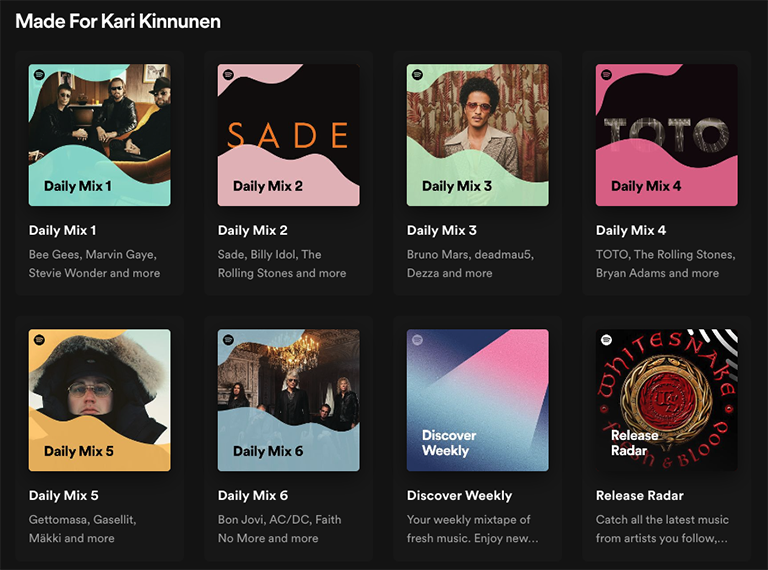 Made For Kari Kinnunen
Daily Mix 1
SADE
Daily Mix 2
Daily Mix 3
TOTO
Daily Mix 4
Daily Mix 1
Daily Mix 2
Daily Mix 3
Daily Mix 4
Bee Gees, Marvin Gaye,
Stevie Wonder and more
Sade, Billy Idol, The
Rolling Stones and more
Bruno Mars, deadmau5,
Dezza and more
TOTO, The Rolling Stones,
Bryan Adams and more
Daily Mix 5
Daily Mix 6
Discover
Weekly
WHITESNAKE
Release
Radar
FLESH & BLOOD
Daily Mix 5
Daily Mix 6
Discover Weekly
Release Radar
Gettomasa, Gasellit,
Mäkki and more
Bon Jovi, AC/DC, Faith
No More and more
Your weekly mixtape of
fresh music. Enjoy new...
Catch all the latest music
from artists you follow,...